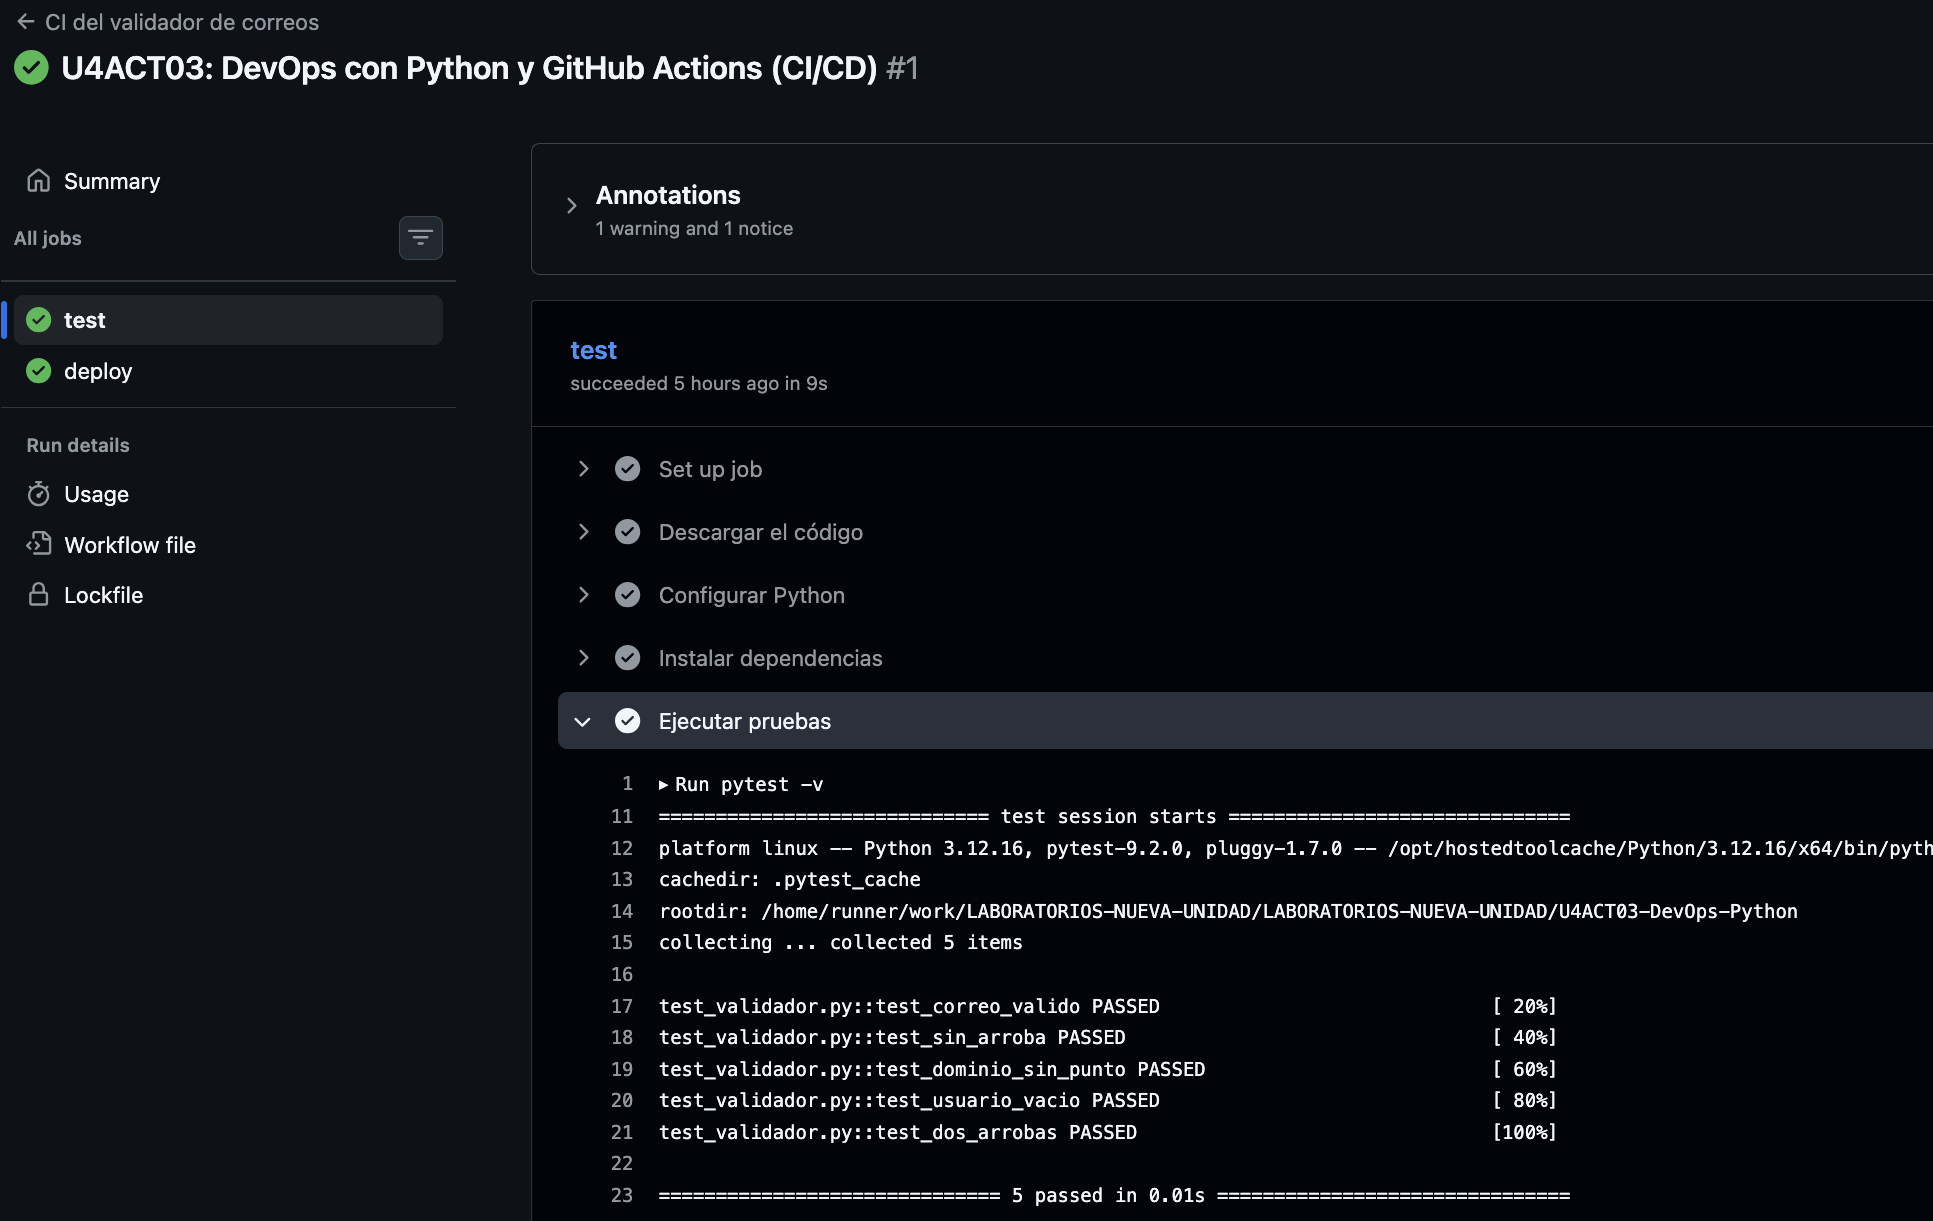 CI del validador de correos
U4ACT03: DevOps con Python y GitHub Actions (CI/CD) #1
Summary
All jobs
test
deploy
Run details
Usage
Workflow file
Lockfile
Annotations
1 warning and 1 notice
test
succeeded 5 hours ago in 9s
Set up job
Descargar el código
Configurar Python
Instalar dependencias
Ejecutar pruebas
1 Run pytest -v
11 ============================= test session starts ==============================
12 platform linux -- Python 3.12.16, pytest-9.2.0, pluggy-1.7.0 -- /opt/hostedtoolcache/Python/3.12.16/x64/bin/pyth
13 cachedir: .pytest_cache
14 rootdir: /home/runner/work/LABORATORIOS-NUEVA-UNIDAD/LABORATORIOS-NUEVA-UNIDAD/U4ACT03-DevOps-Python
15 collecting ... collected 5 items
16
17 test_validador.py::test_correo_valido PASSED [ 20%]
18 test_validador.py::test_sin_arroba PASSED [ 40%]
19 test_validador.py::test_dominio_sin_punto PASSED [ 60%]
20 test_validador.py::test_usuario_vacio PASSED [ 80%]
21 test_validador.py::test_dos_arrobas PASSED [100%]
22
23 ============================== 5 passed in 0.01s ===============================